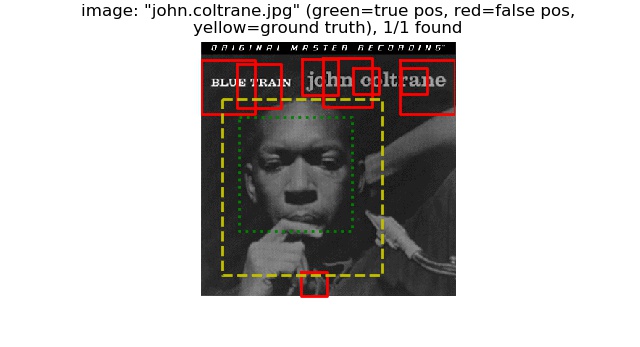 image: "john.coltrane.jpg" (green=true pos, red=false pos,
yellow=ground truth), 1/1 found
ORIGINAL MASTER RECORDING™
BLUE TRAIN john coltrane